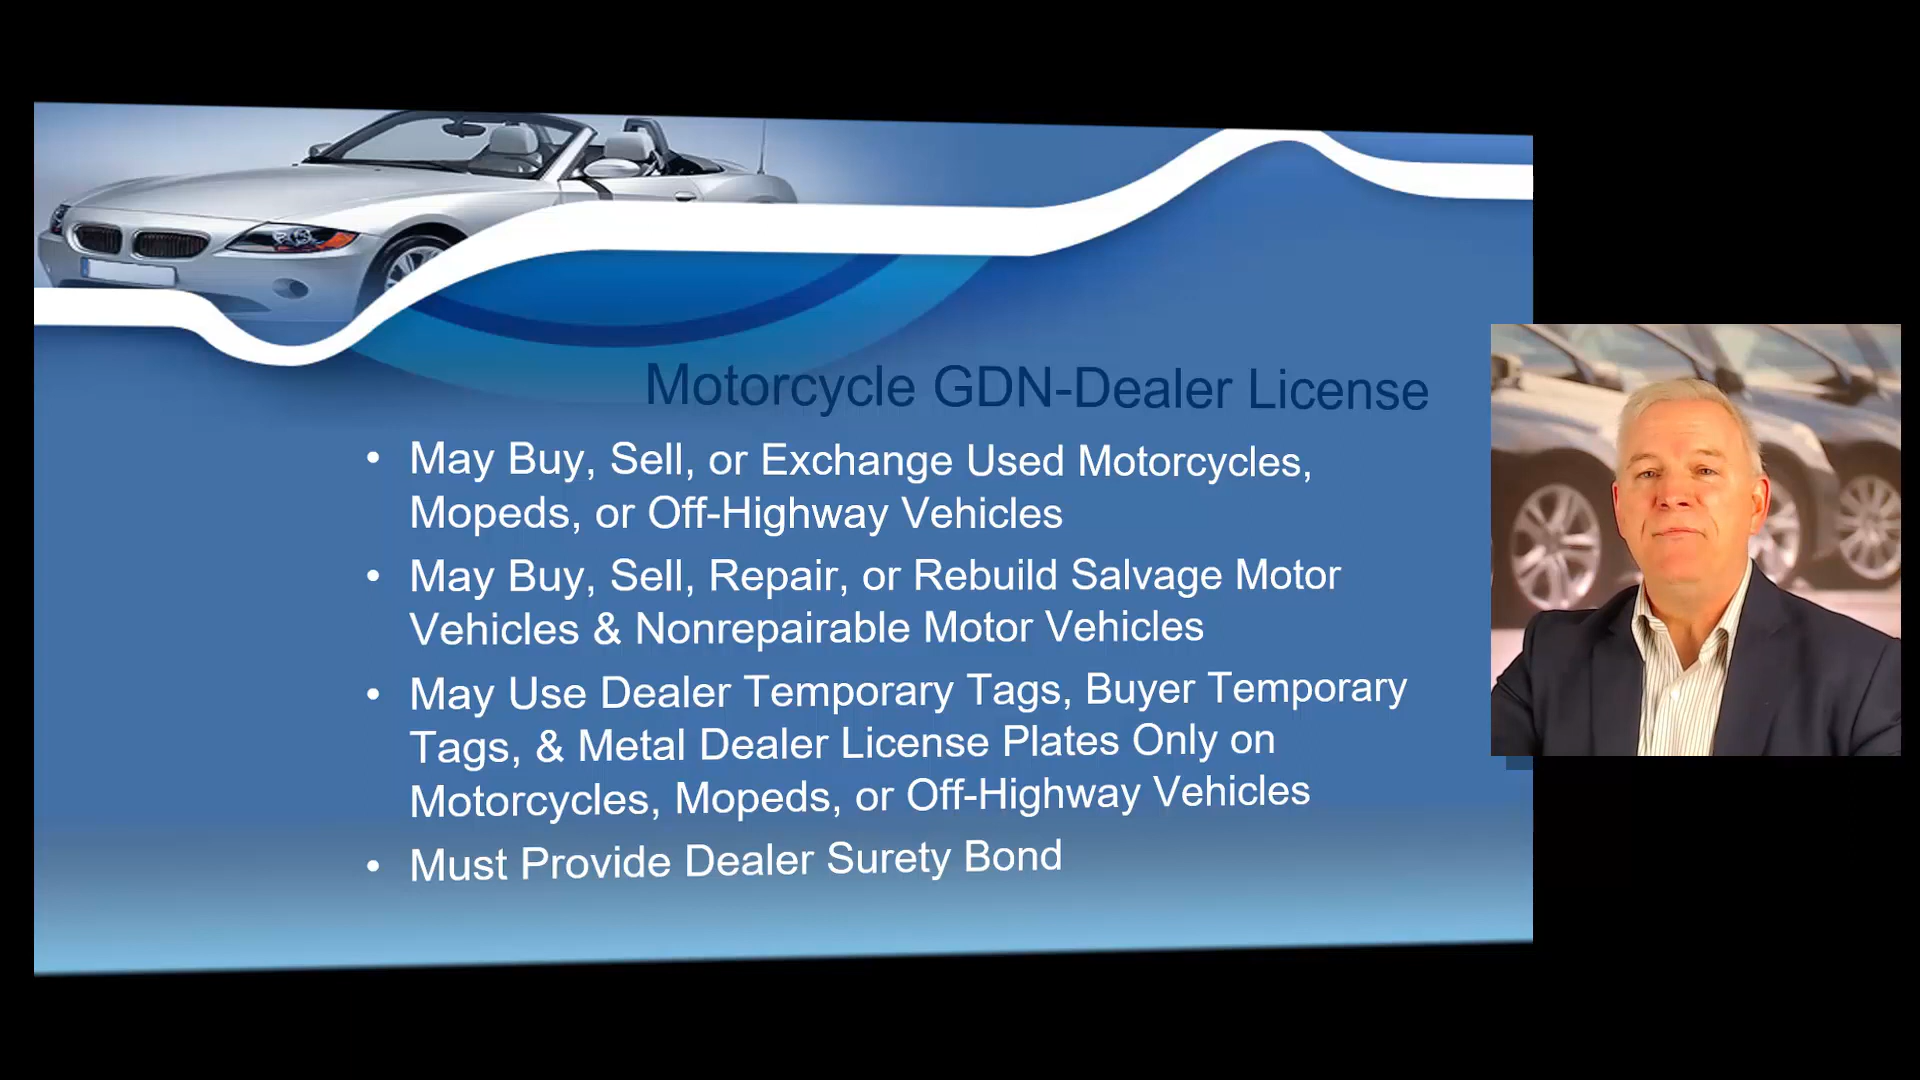 Motorcycle GDN-Dealer License
• May Buy, Sell, or Exchange Used Motorcycles,
Mopeds, or Off-Highway Vehicles
• May Buy, Sell, Repair, or Rebuild Salvage Motor
Vehicles & Nonrepairable Motor Vehicles
• May Use Dealer Temporary Tags, Buyer Temporary
Tags, & Metal Dealer License Plates Only on
Motorcycles, Mopeds, or Off-Highway Vehicles
• Must Provide Dealer Surety Bond